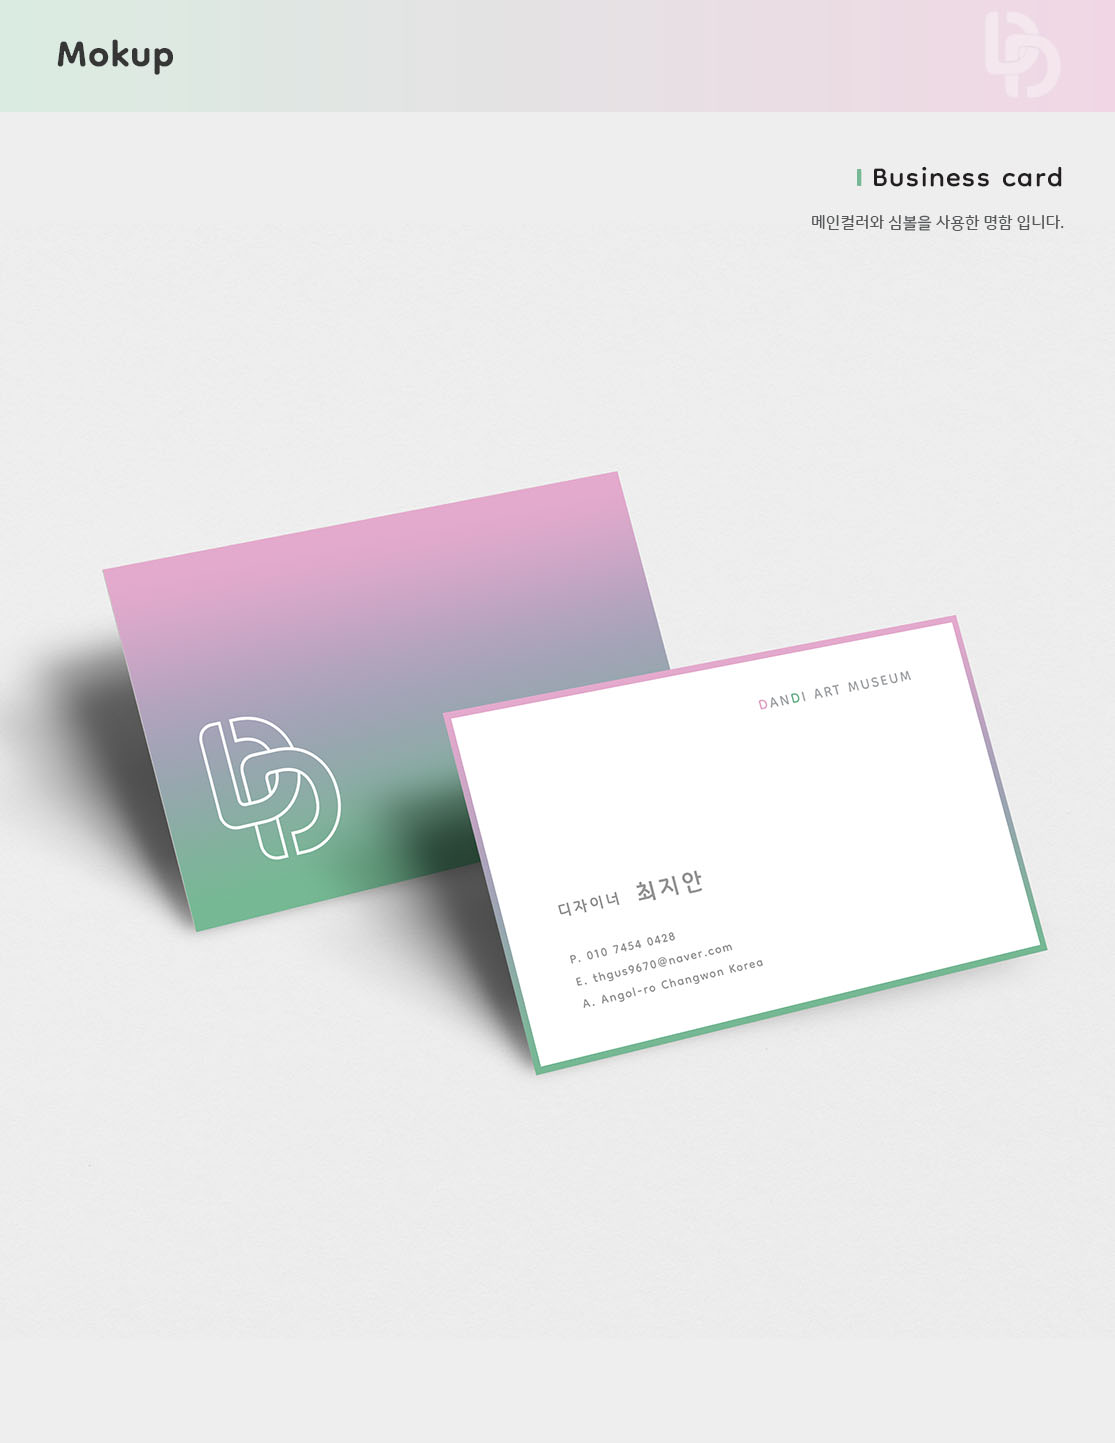 Mokup
Business card
메인컬러와 심볼을 사용한 명함 입니다.
DANDI ART MUSEUM
디자이너 최지안
P. 010 7454 0428
E. thgus9670@naver.com
A. Angol-ro Changwon Korea